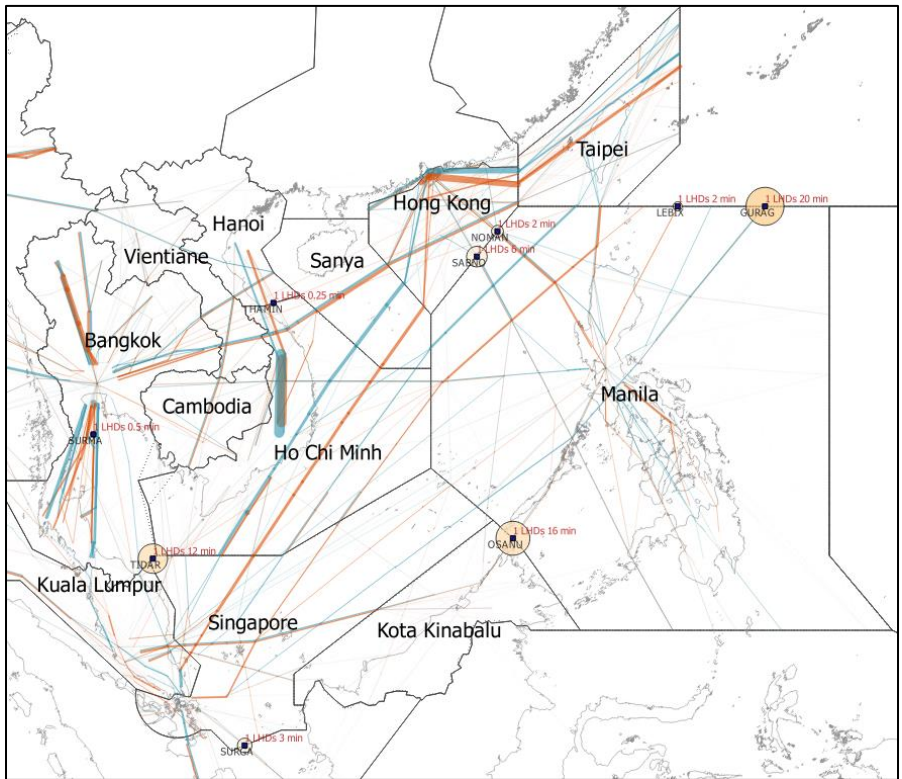 Taipei
Hanoi
Hong Kong
1 LHDs 2 min
LEBIX
1 LHDs 20 min
GURAG
1 LHDs 2 min
NOMAN
Vientiane
Sanya
1 LHDs 6 min
SABNO
1 LHDs 0.25 min
THAMIN
Bangkok
Cambodia
Manila
1 LHDs 0.5 min
SURMA
Ho Chi Minh
1 LHDs 16 min
OSANU
1 LHDs 12 min
TIDAR
Kuala Lumpur
Singapore
Kota Kinabalu
1 LHDs 3 min
SURGA